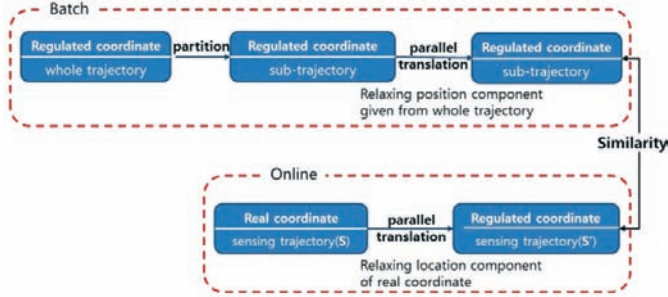 Batch
Regulated coordinate
whole trajectory
partition
Regulated coordinate
sub-trajectory
parallel
translation
Regulated coordinate
sub-trajectory
Relaxing position component
given from whole trajectory
Similarity
Online
Real coordinate
sensing trajectory(S)
parallel
translation
Regulated coordinate
sensing trajectory(S')
Relaxing location component
of real coordinate